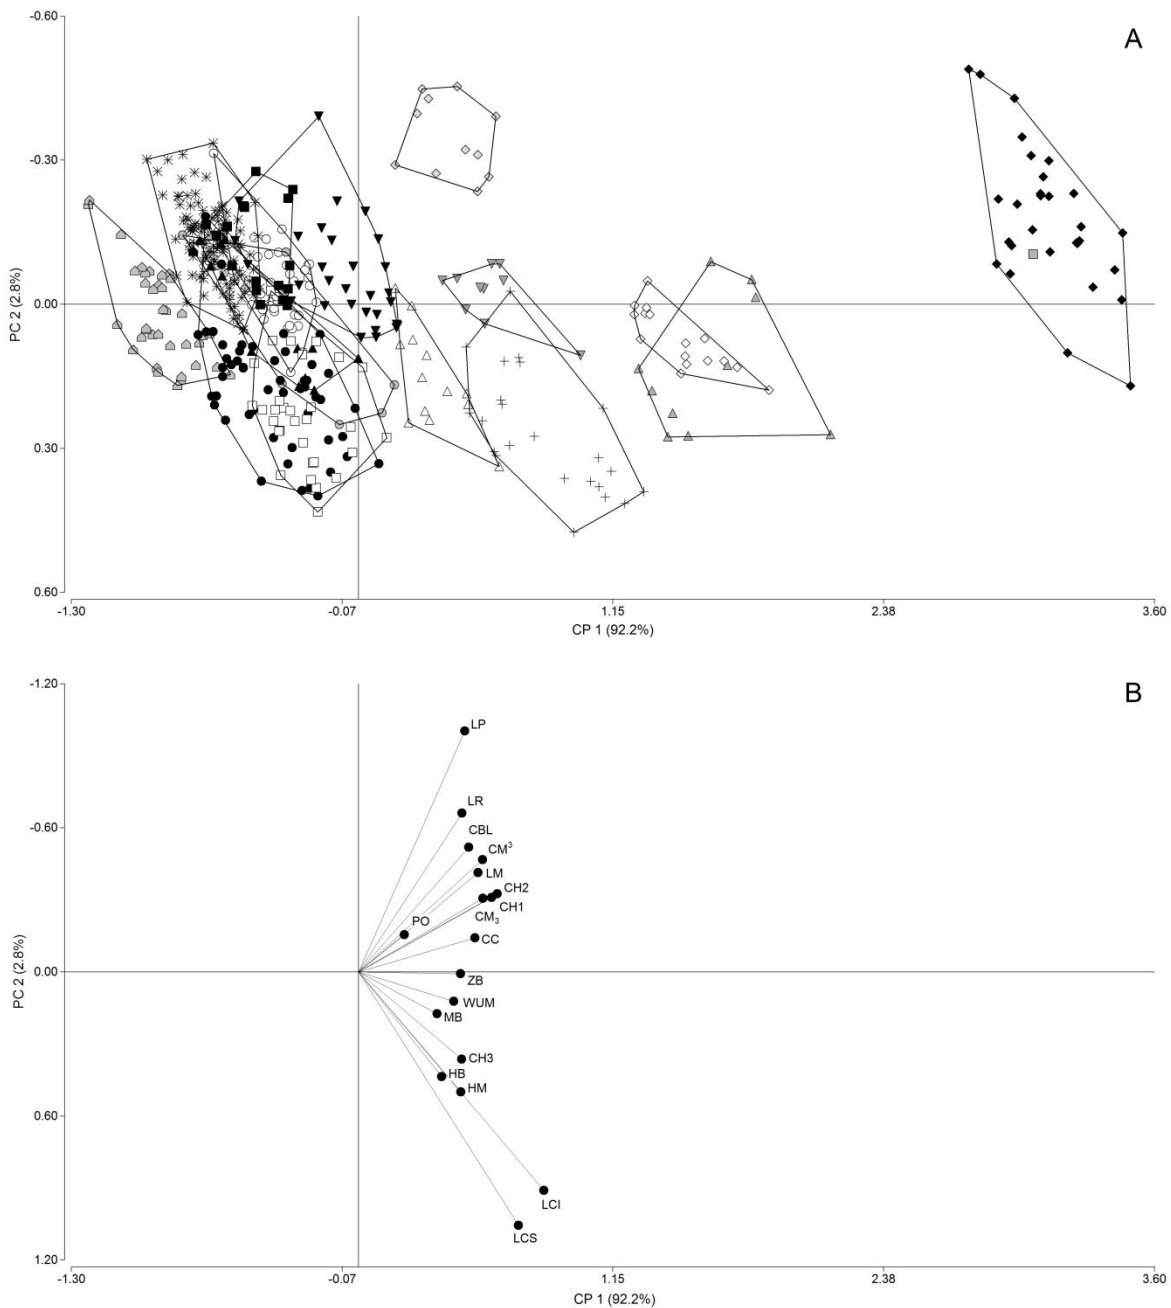 A
-0.60
-0.30
0.00
0.30
0.60
PC 2 (2.8%)
-1.30 -0.07 1.15 2.38 3.60
CP 1 (92.2%)
B
-1.20
-0.60
0.00
0.60
1.20
PC 2 (2.8%)
LP
LR
CBL
CM³
LM
CH2
CH1
CM₃
PO
CC
ZB
WUM
MB
CH3
HB
HM
LCI
LCS
-1.30 -0.07 1.15 2.38 3.60
CP 1 (92.2%)